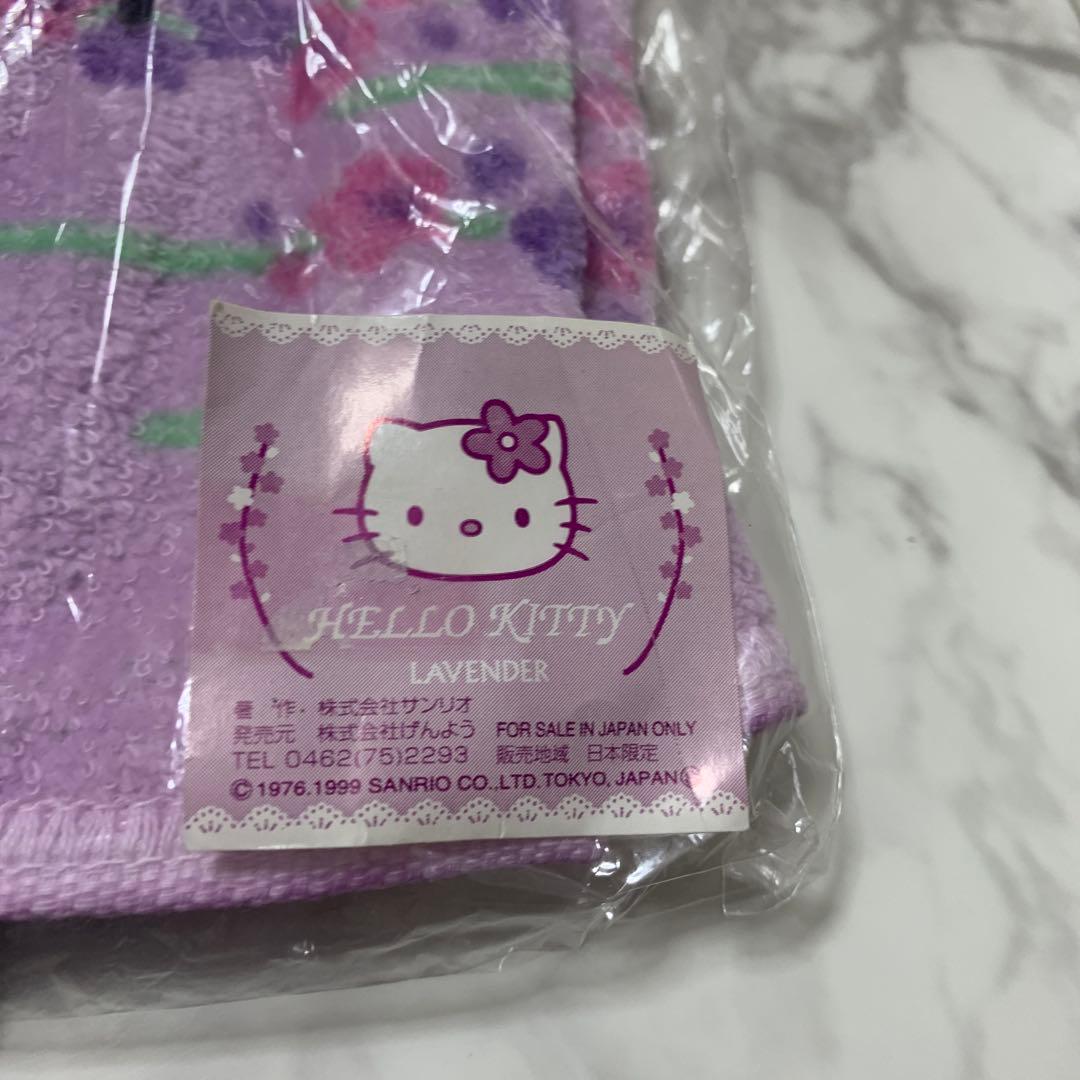 HELLO KITTY
LAVENDER
著 作・株式会社サンリオ
発売元 株式会社げんよう FOR SALE IN JAPAN ONLY
TEL 0462(75)2293 販売地域 日本限定
©1976.1999 SANRIO CO.,LTD.TOKYO, JAPAN